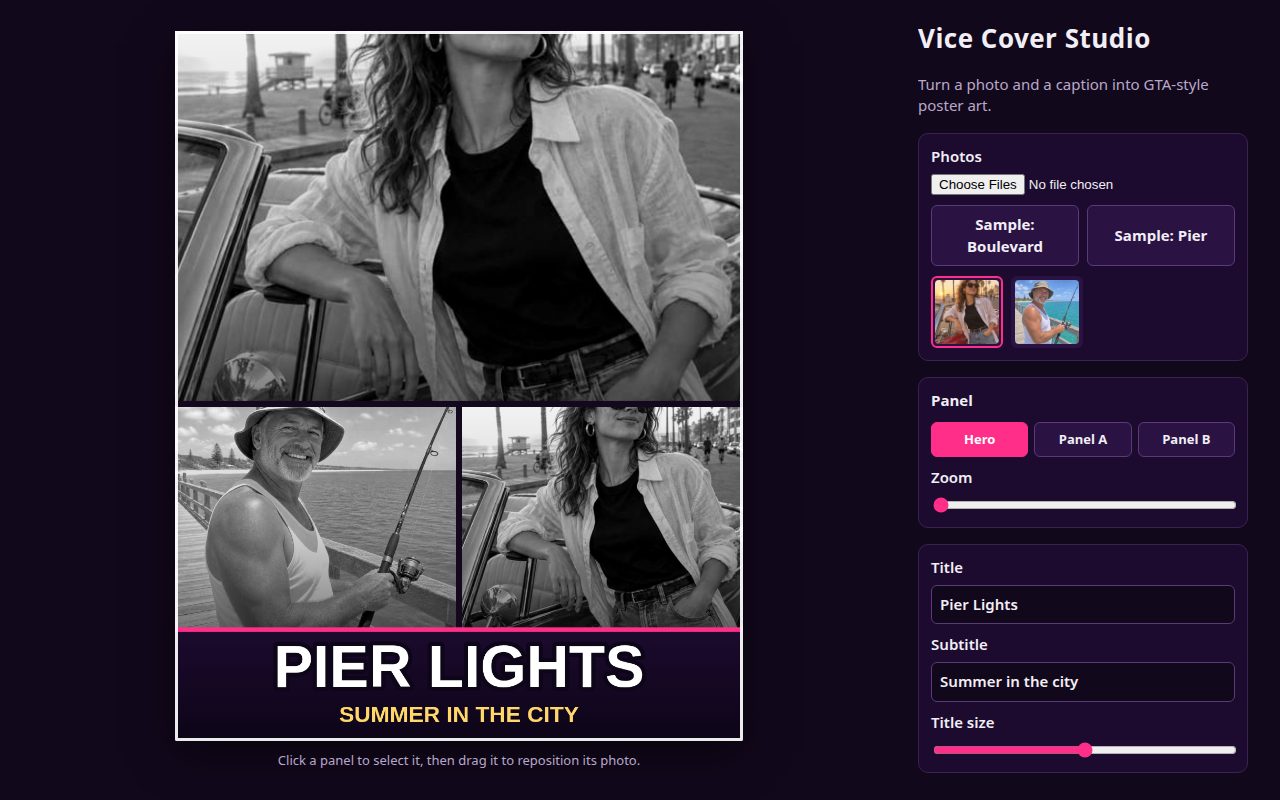 PIER LIGHTS
SUMMER IN THE CITY
Click a panel to select it, then drag it to reposition its photo.
Vice Cover Studio
Turn a photo and a caption into GTA-style
poster art.
Photos
Choose Files No file chosen
Sample:
Boulevard
Sample: Pier
Panel
Hero
Panel A
Panel B
Zoom
Title
Pier Lights
Subtitle
Summer in the city
Title size